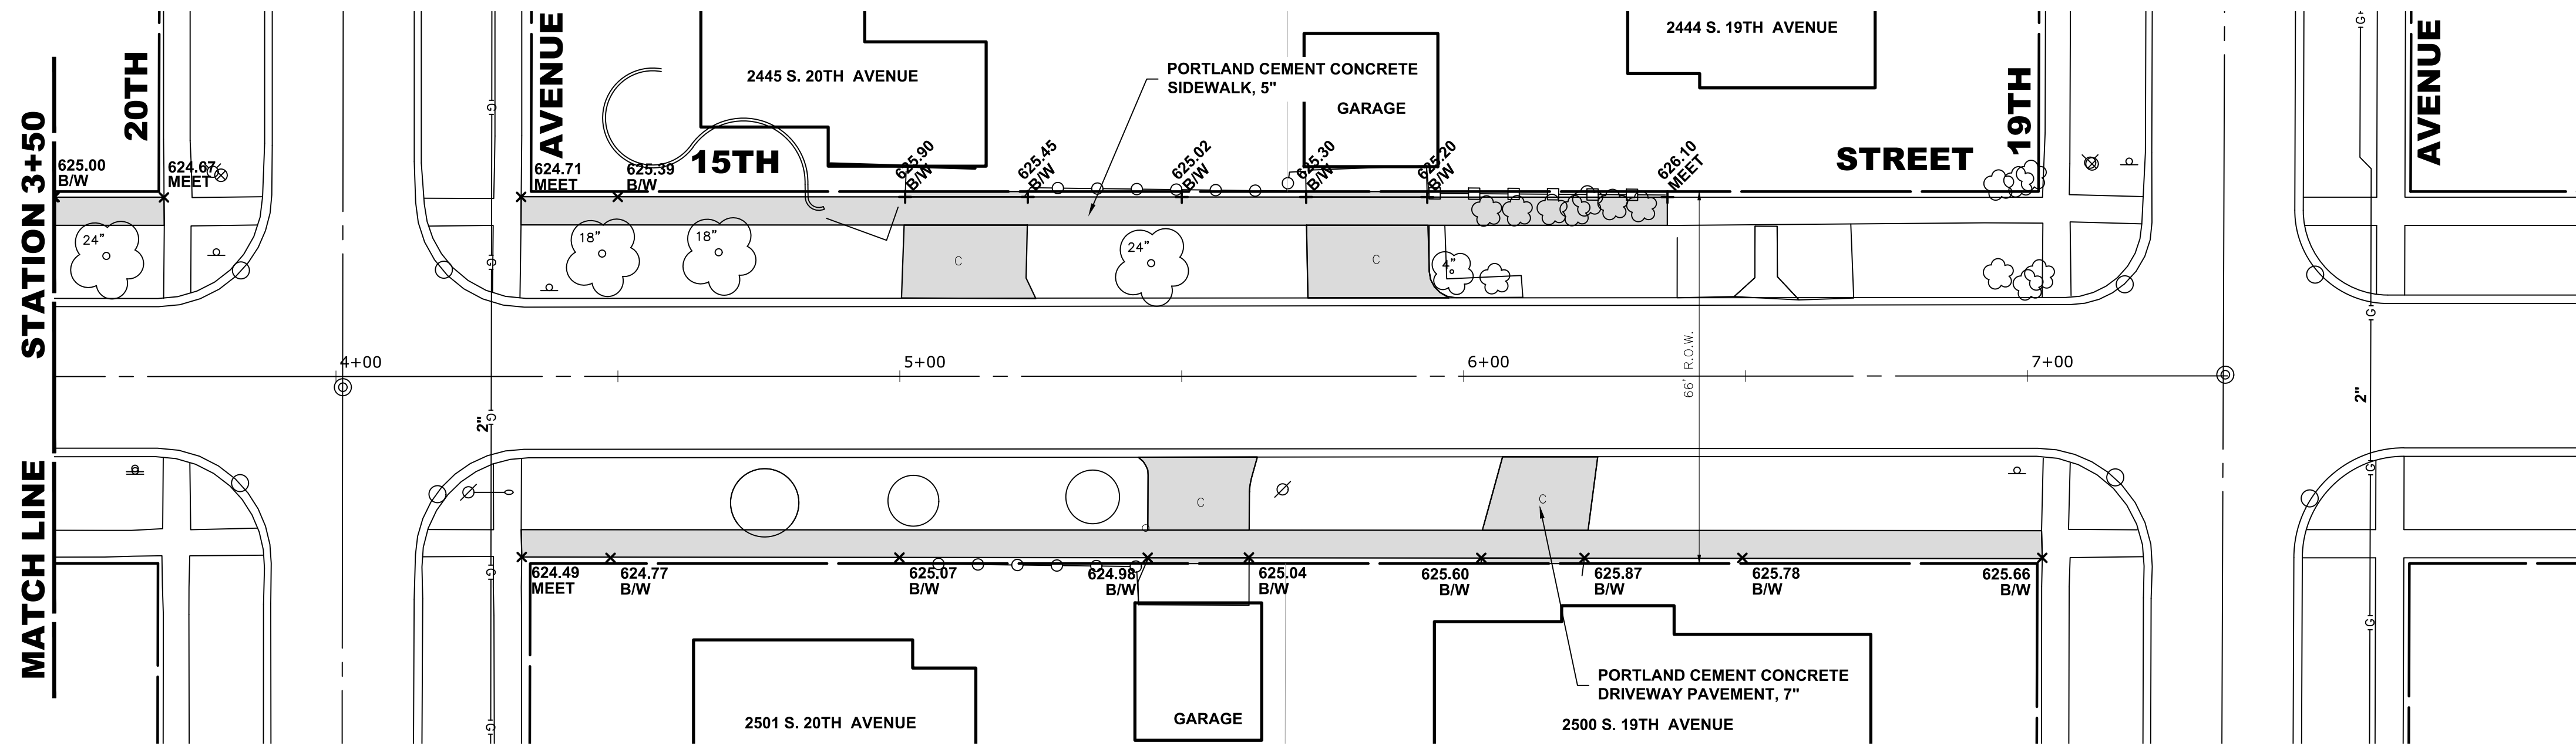 STATION 3+50
MATCH LINE
20TH
AVENUE
15TH
STREET
19TH
AVENUE
2445 S. 20TH AVENUE
PORTLAND CEMENT CONCRETE
SIDEWALK, 5"
GARAGE
2444 S. 19TH AVENUE
625.00
B/W
624.67
MEET
624.71
MEET
625.39
B/W
625.90
B/W
625.45
B/W
625.02
B/W
625.30
B/W
625.20
B/W
626.10
MEET
24"
18"
18"
C
24"
C
4"
G
G
G
G
4+00
5+00
6+00
7+00
66' R.O.W.
2"
G
2"
C
C
G
G
G
G
G
624.49
MEET
624.77
B/W
625.07
B/W
624.98
B/W
625.04
B/W
625.60
B/W
625.87
B/W
625.78
B/W
625.66
B/W
PORTLAND CEMENT CONCRETE
DRIVEWAY PAVEMENT, 7"
2501 S. 20TH AVENUE
GARAGE
2500 S. 19TH AVENUE